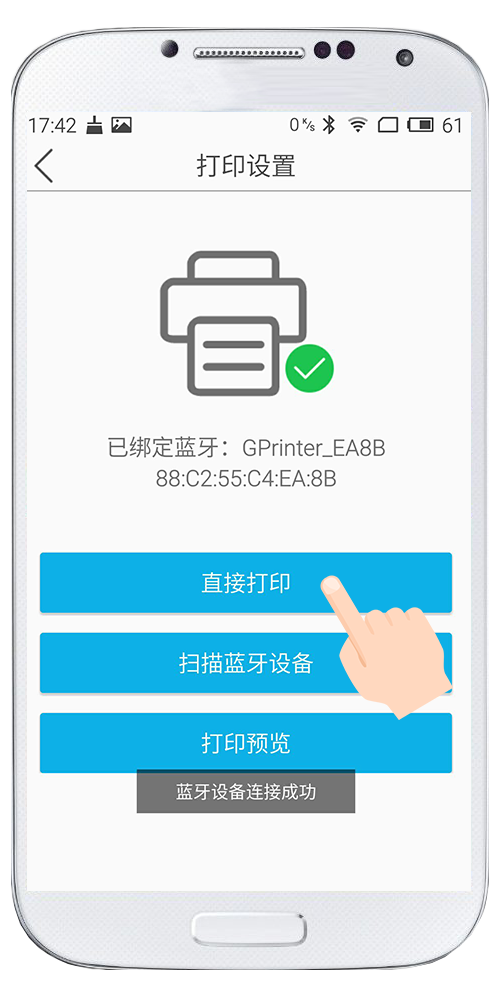 17:42
0 K/s
61
打印设置
已绑定蓝牙：GPrinter_EA8B
88:C2:55:C4:EA:8B
直接打印
扫描蓝牙设备
打印预览
蓝牙设备连接成功